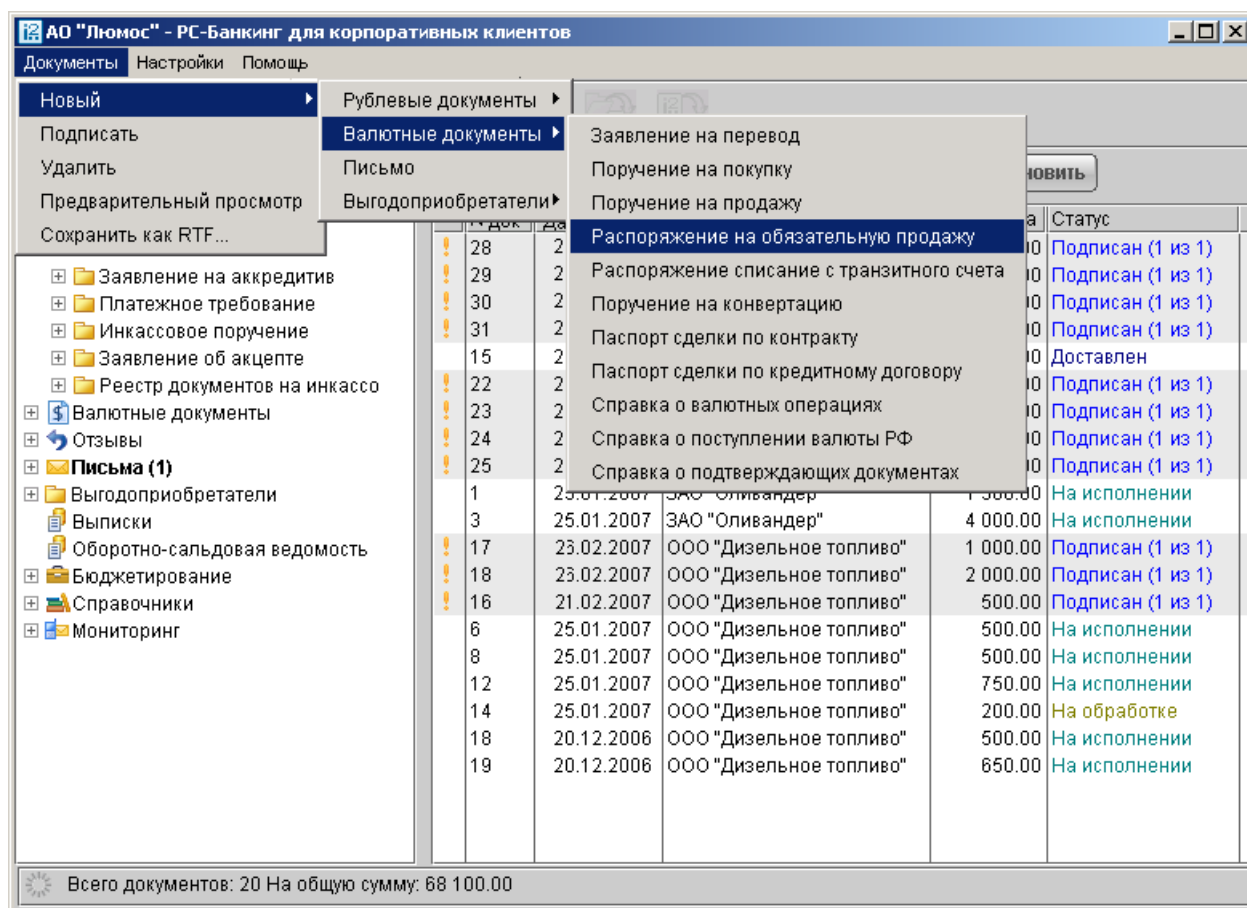 АО "Люмос" - РС-Банкинг для корпоративных клиентов
Документы Настройки Помощь
Новый
Подписать
Удалить
Предварительный просмотр
Сохранить как RTF...
Рублевые документы
Валютные документы
Письмо
Выгодоприобретатели
Заявление на перевод
Поручение на покупку
Поручение на продажу
Распоряжение на обязательную продажу
Распоряжение списание с транзитного счета
Поручение на конвертацию
Паспорт сделки по контракту
Паспорт сделки по кредитному договору
Справка о валютных операциях
Справка о поступлении валюты РФ
Справка о подтверждающих документах
Заявление на аккредитив
Платежное требование
Инкассовое поручение
Заявление об акцепте
Реестр документов на инкассо
Валютные документы
Отзывы
Письма (1)
Выгодоприобретатели
Выписки
Оборотно-сальдовая ведомость
Бюджетирование
Справочники
Мониторинг
N док Статус
28 Подписан (1 из 1)
29 Подписан (1 из 1)
30 Подписан (1 из 1)
31 Подписан (1 из 1)
15 Доставлен
22 Подписан (1 из 1)
23 Подписан (1 из 1)
24 Подписан (1 из 1)
25 Подписан (1 из 1)
1 25.01.2007 ЗАО "Оливандер" 1 500.00 На исполнении
3 25.01.2007 ЗАО "Оливандер" 4 000.00 На исполнении
17 23.02.2007 ООО "Дизельное топливо" 1 000.00 Подписан (1 из 1)
18 23.02.2007 ООО "Дизельное топливо" 2 000.00 Подписан (1 из 1)
16 21.02.2007 ООО "Дизельное топливо" 500.00 Подписан (1 из 1)
6 25.01.2007 ООО "Дизельное топливо" 500.00 На исполнении
8 25.01.2007 ООО "Дизельное топливо" 500.00 На исполнении
12 25.01.2007 ООО "Дизельное топливо" 750.00 На исполнении
14 25.01.2007 ООО "Дизельное топливо" 200.00 На обработке
18 20.12.2006 ООО "Дизельное топливо" 500.00 На исполнении
19 20.12.2006 ООО "Дизельное топливо" 650.00 На исполнении
Всего документов: 20 На общую сумму: 68 100.00